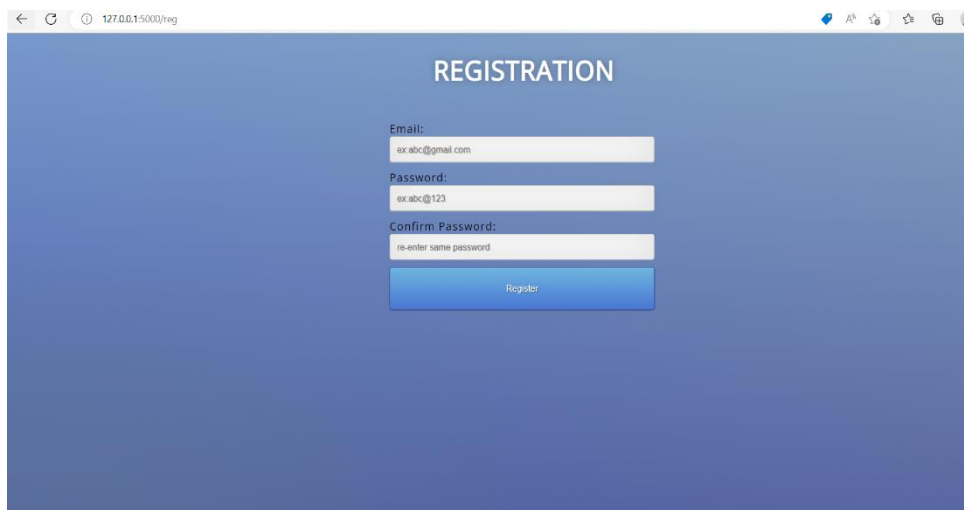 127.0.0.1:5000/reg
REGISTRATION
Email:
ex:abc@gmail.com
Password:
ex:abc@123
Confirm Password:
re-enter same password
Register